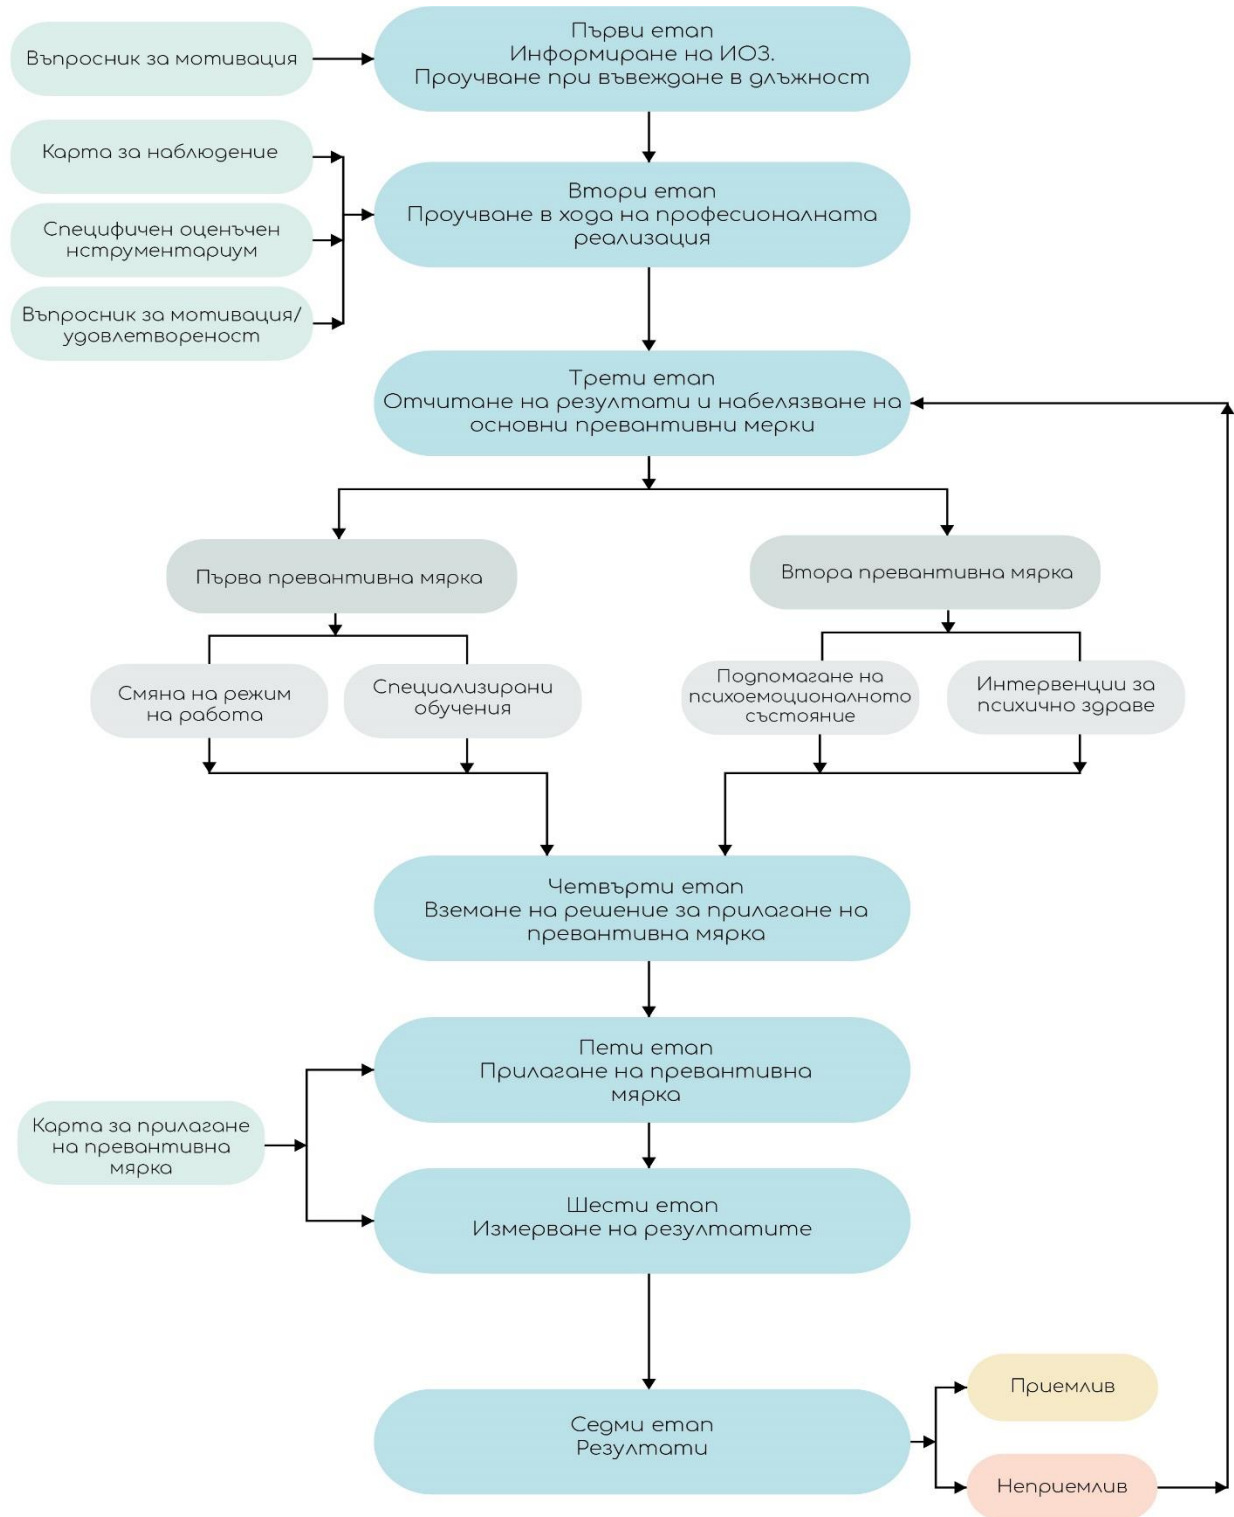 Въпросник за мотивация
Първи етап
Информиране на ИОЗ.
Проучване при въвеждане в длъжност
Карта за наблюдение
Специфичен оценъчен
нструментариум
Въпросник за мотивация/
удовлетвореност
Втори етап
Проучване в хода на професионалната
реализация
Трети етап
Отчитане на резултати и набелязване на
основни превантивни мерки
Първа превантивна мярка
Втора превантивна мярка
Смяна на режим
на работа
Специализирани
обучения
Подпомагане на
психоемоционалното
състояние
Интервенции за
психично здраве
Четвърти етап
Вземане на решение за прилагане на
превантивна мярка
Пети етап
Прилагане на превантивна
мярка
Карта за прилагане
на превантивна
мярка
Шести етап
Измерване на резултатите
Седми етап
Резултати
Приемлив
Неприемлив